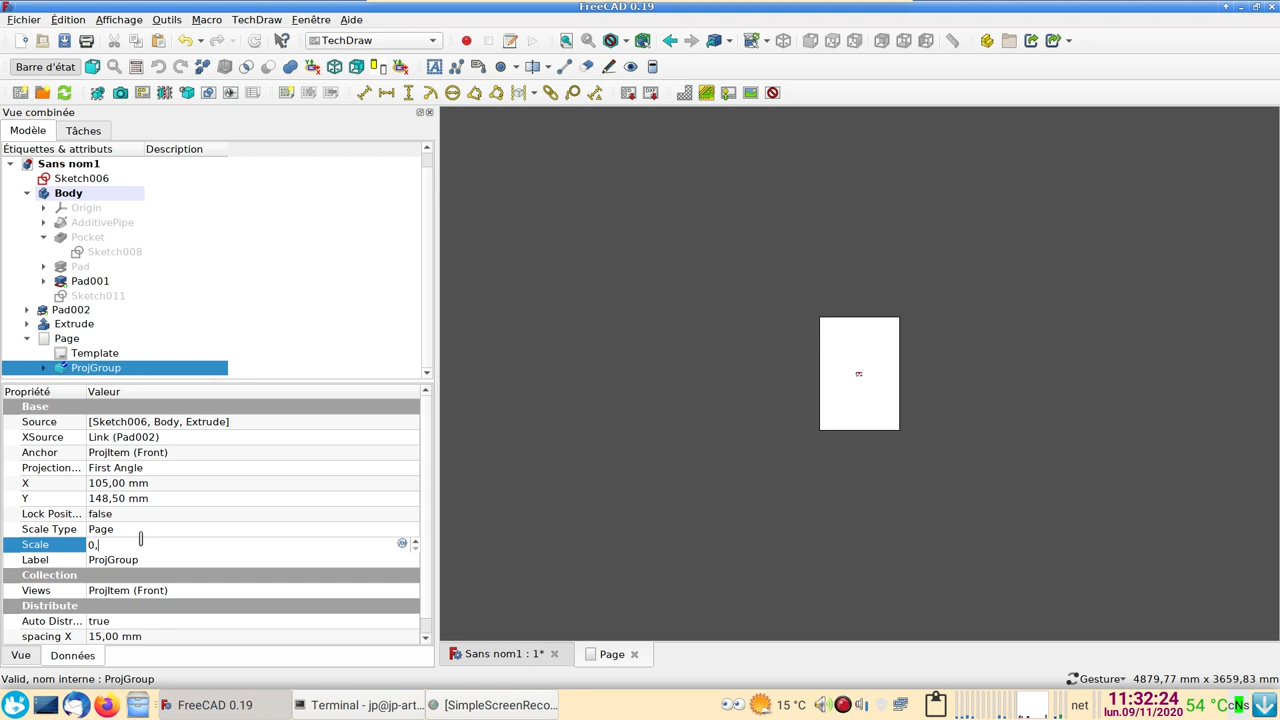 FreeCAD 0.19
Fichier Édition Affichage Outils Macro TechDraw Fenêtre Aide
TechDraw
Barre d'état
Vue combinée
Modèle Tâches
Étiquettes & attributs Description
Sans nom1
Sketch006
Body
Origin
AdditivePipe
Pocket
Sketch008
Pad
Pad001
Sketch011
Pad002
Extrude
Page
Template
ProjGroup
Propriété Valeur
Base
Source [Sketch006, Body, Extrude]
XSource Link (Pad002)
Anchor ProjItem (Front)
Projection... First Angle
X 105,00 mm
Y 148,50 mm
Lock Posit... false
Scale Type Page
Scale 0,
Label ProjGroup
Collection
Views ProjItem (Front)
Distribute
Auto Distr... true
spacing X 15,00 mm
Vue Données
Sans nom1 : 1* Page
Valid, nom interne : ProjGroup
Gesture 4879,77 mm x 3659,83 mm
FreeCAD 0.19
Terminal - jp@jp-art...
[SimpleScreenReco...
15 °C
net
11:32:24
lun.09/11/2020
54 °C